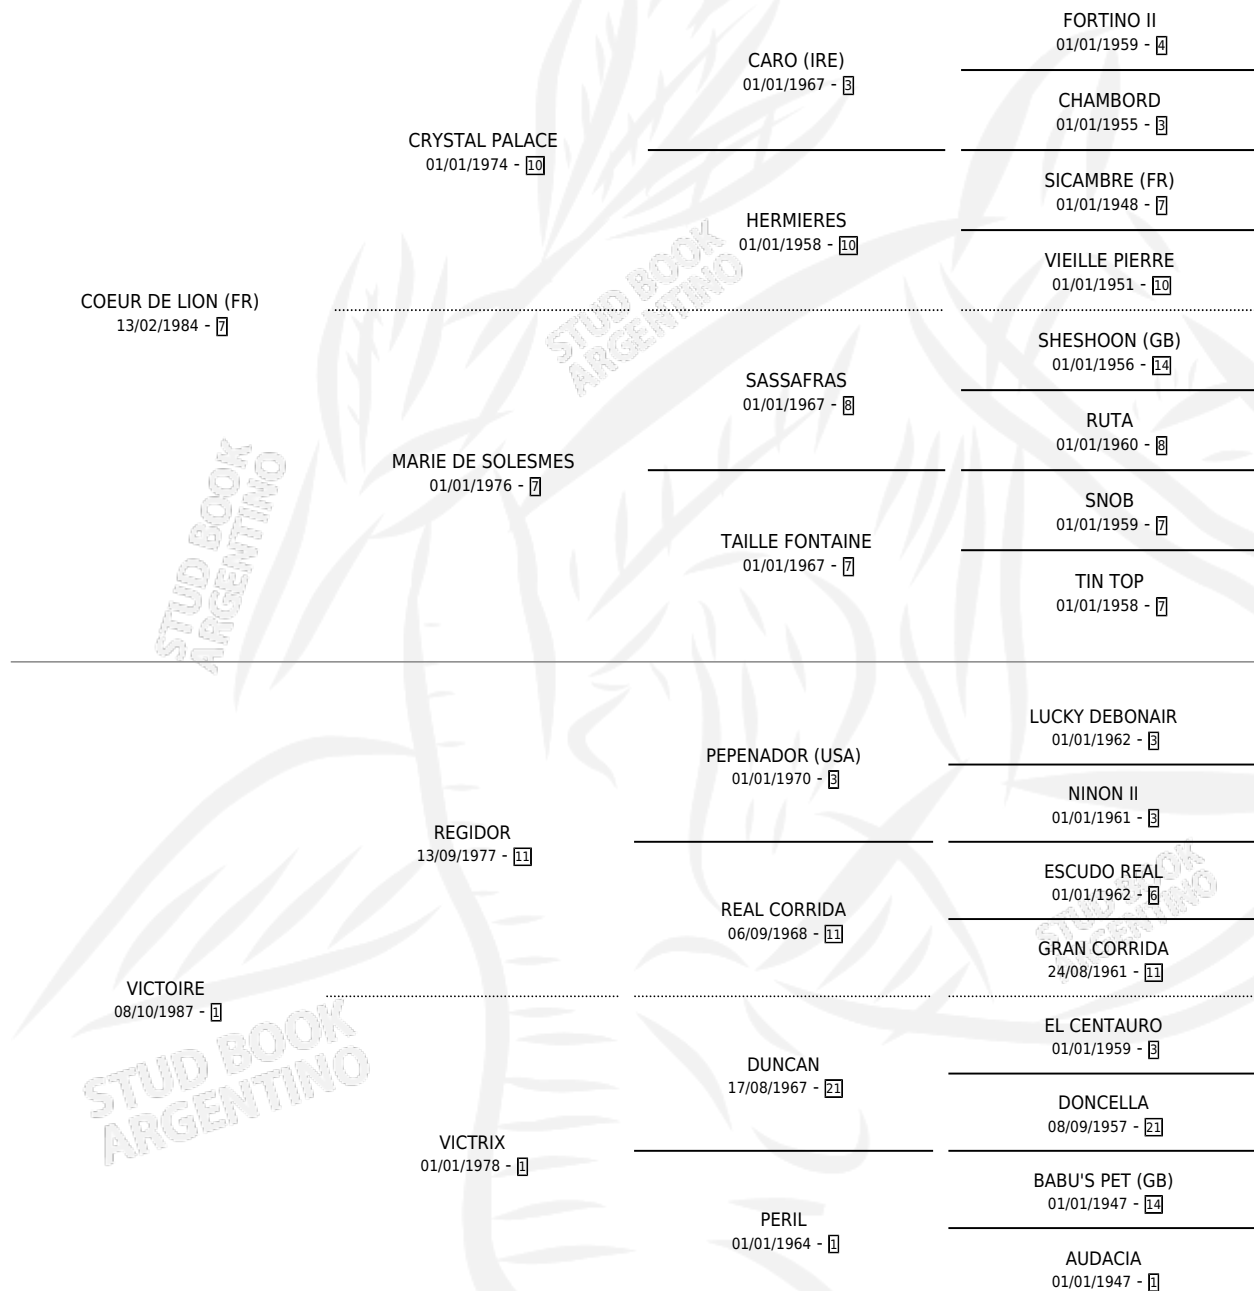 FORTINO II
01/01/1959 - 4
CARO (IRE)
01/01/1967 - 3
CHAMBORD
01/01/1955 - 3
CRYSTAL PALACE
01/01/1974 - 10
SICAMBRE (FR)
01/01/1948 - 7
HERMIERES
01/01/1958 - 10
VIEILLE PIERRE
01/01/1951 - 10
COEUR DE LION (FR)
13/02/1984 - 7
STUD BOOK
ARGENTINO
SHESHOON (GB)
01/01/1956 - 14
SASSAFRAS
01/01/1967 - 8
RUTA
01/01/1960 - 8
MARIE DE SOLESMES
01/01/1976 - 7
SNOB
01/01/1959 - 7
TAILLE FONTAINE
01/01/1967 - 7
TIN TOP
01/01/1958 - 7
STUD BOOK
ARGENTINO
LUCKY DEBONAIR
01/01/1962 - 3
PEPENADOR (USA)
01/01/1970 - 3
NINON II
01/01/1961 - 3
REGIDOR
13/09/1977 - 11
ESCUDO REAL
01/01/1962 - 6
REAL CORRIDA
06/09/1968 - 11
STUD BOOK
ARGENTINO
GRAN CORRIDA
24/08/1961 - 11
VICTOIRE
08/10/1987 - 1
EL CENTAURO
01/01/1959 - 3
DUNCAN
17/08/1967 - 21
DONCELLA
08/09/1957 - 21
STUD BOOK
ARGENTINO
VICTRIX
01/01/1978 - 1
BABU'S PET (GB)
01/01/1947 - 14
PERIL
01/01/1964 - 1
AUDACIA
01/01/1947 - 1